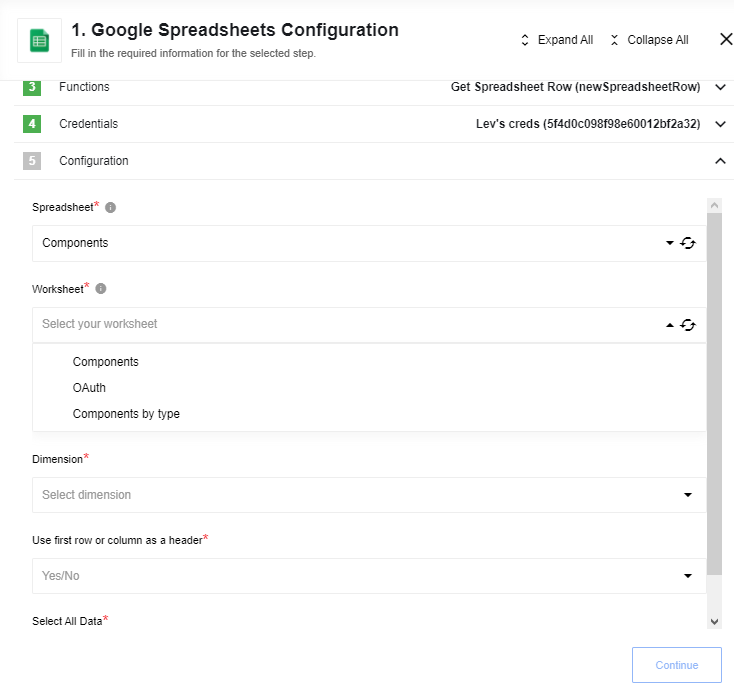 1. Google Spreadsheets Configuration
Fill in the required information for the selected step.
Expand All
Collapse All
3 Functions Get Spreadsheet Row (newSpreadsheetRow)
4 Credentials Lev's creds (5f4d0c098f98e60012bf2a32)
5 Configuration
Spreadsheet*
Components
Worksheet*
Select your worksheet
Components
OAuth
Components by type
Dimension*
Select dimension
Use first row or column as a header*
Yes/No
Select All Data*
Continue